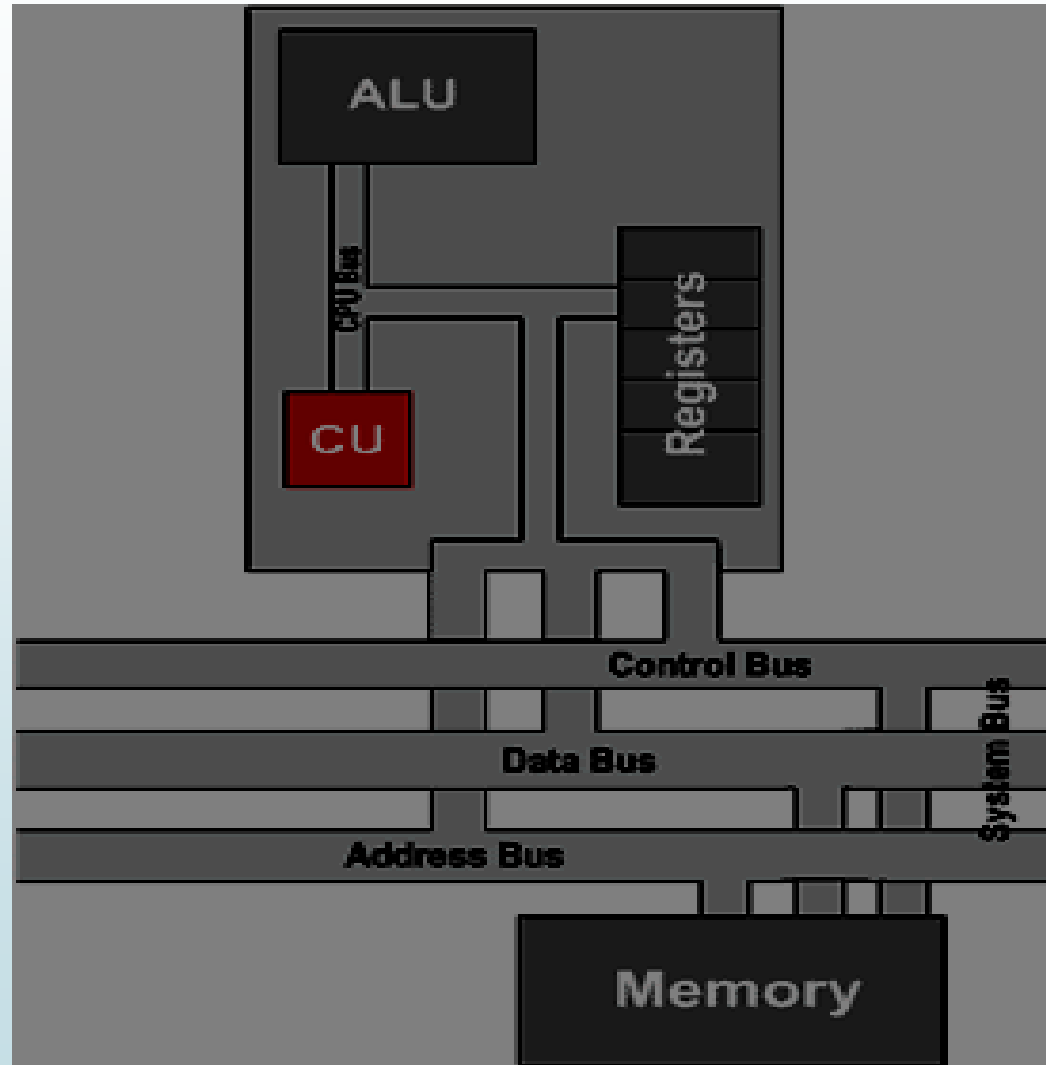 ALU
CPU Bus
Registers
CU
Control Bus
Data Bus
System Bus
Address Bus
Memory